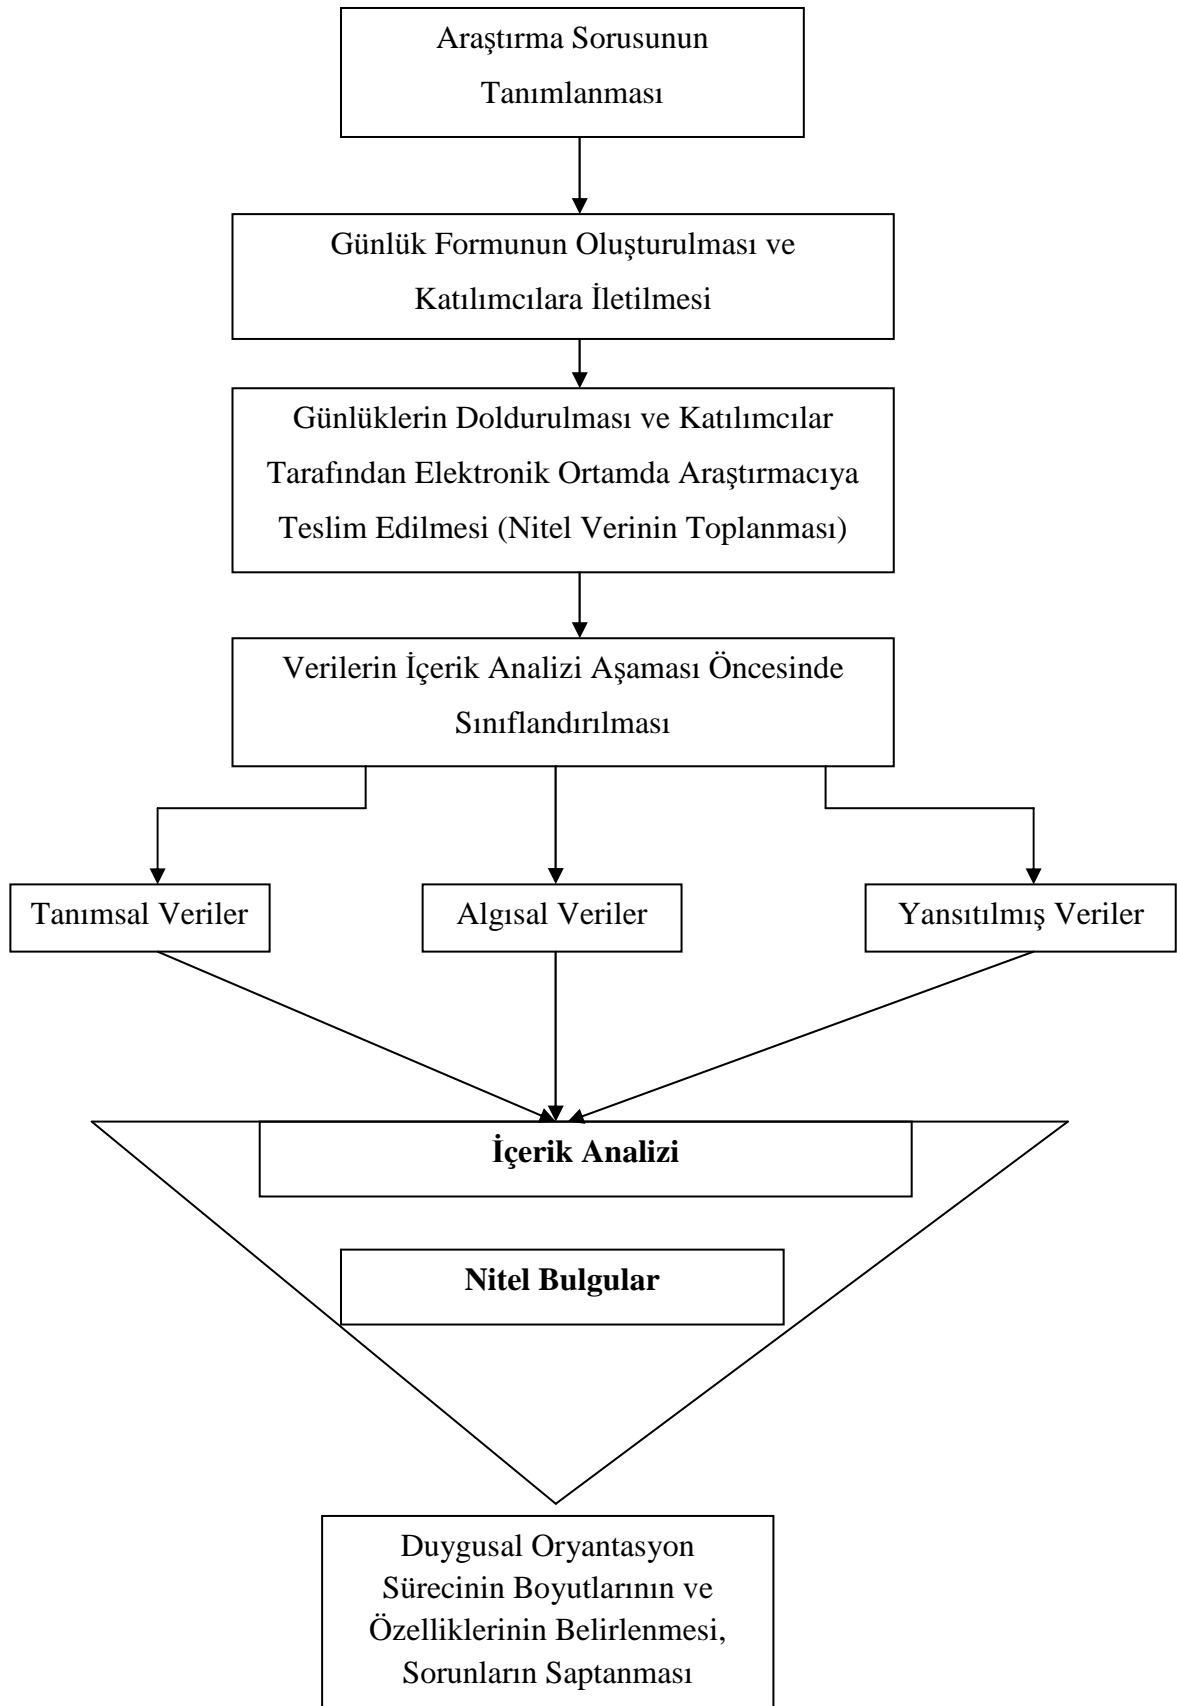 Araştırma Sorusunun
Tanımlanması
Günlük Formunun Oluşturulması ve
Katılımcılara İletilmesi
Günlüklerin Doldurulması ve Katılımcılar
Tarafından Elektronik Ortamda Araştırmacıya
Teslim Edilmesi (Nitel Verinin Toplanması)
Verilerin İçerik Analizi Aşaması Öncesinde
Sınıflandırılması
Tanımsal Veriler
Algısal Veriler
Yansıtılmış Veriler
İçerik Analizi
Nitel Bulgular
Duygusal Oryantasyon
Sürecinin Boyutlarının ve
Özelliklerinin Belirlenmesi,
Sorunların Saptanması